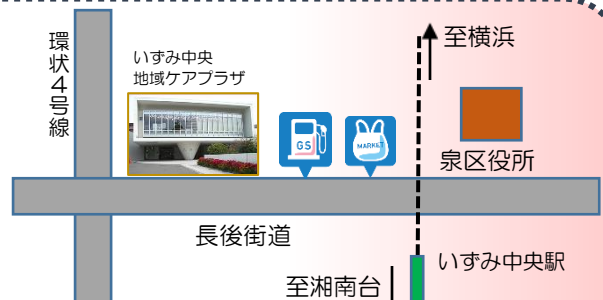 環状4号線
いずみ中央
地域ケアプラザ
至横浜
GS
MARKET
泉区役所
長後街道
いずみ中央駅
至湘南台